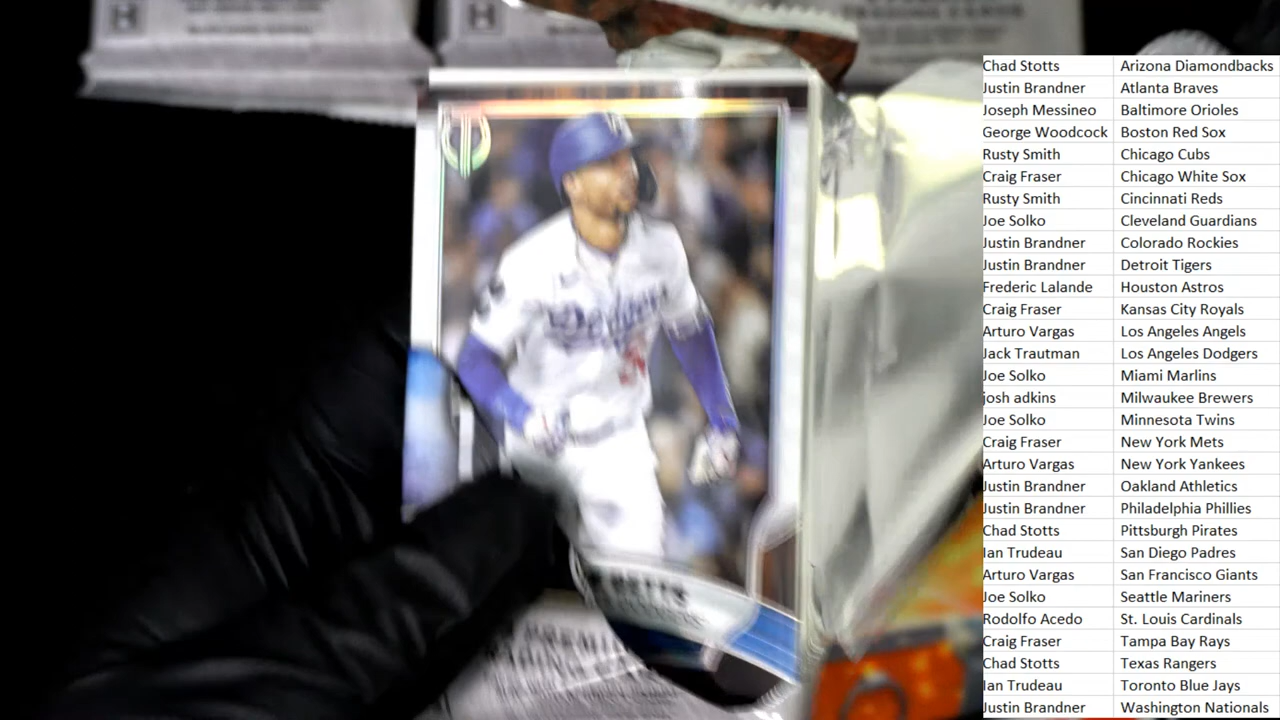 Chad Stotts Arizona Diamondbacks
Justin Brandner Atlanta Braves
Joseph Messineo Baltimore Orioles
George Woodcock Boston Red Sox
Rusty Smith Chicago Cubs
Craig Fraser Chicago White Sox
Rusty Smith Cincinnati Reds
Joe Solko Cleveland Guardians
Justin Brandner Colorado Rockies
Justin Brandner Detroit Tigers
Frederic Lalande Houston Astros
Craig Fraser Kansas City Royals
Arturo Vargas Los Angeles Angels
Jack Trautman Los Angeles Dodgers
Joe Solko Miami Marlins
josh adkins Milwaukee Brewers
Joe Solko Minnesota Twins
Craig Fraser New York Mets
Arturo Vargas New York Yankees
Justin Brandner Oakland Athletics
Justin Brandner Philadelphia Phillies
Chad Stotts Pittsburgh Pirates
Ian Trudeau San Diego Padres
Arturo Vargas San Francisco Giants
Joe Solko Seattle Mariners
Rodolfo Acedo St. Louis Cardinals
Craig Fraser Tampa Bay Rays
Chad Stotts Texas Rangers
Ian Trudeau Toronto Blue Jays
Justin Brandner Washington Nationals
H
Dodgers